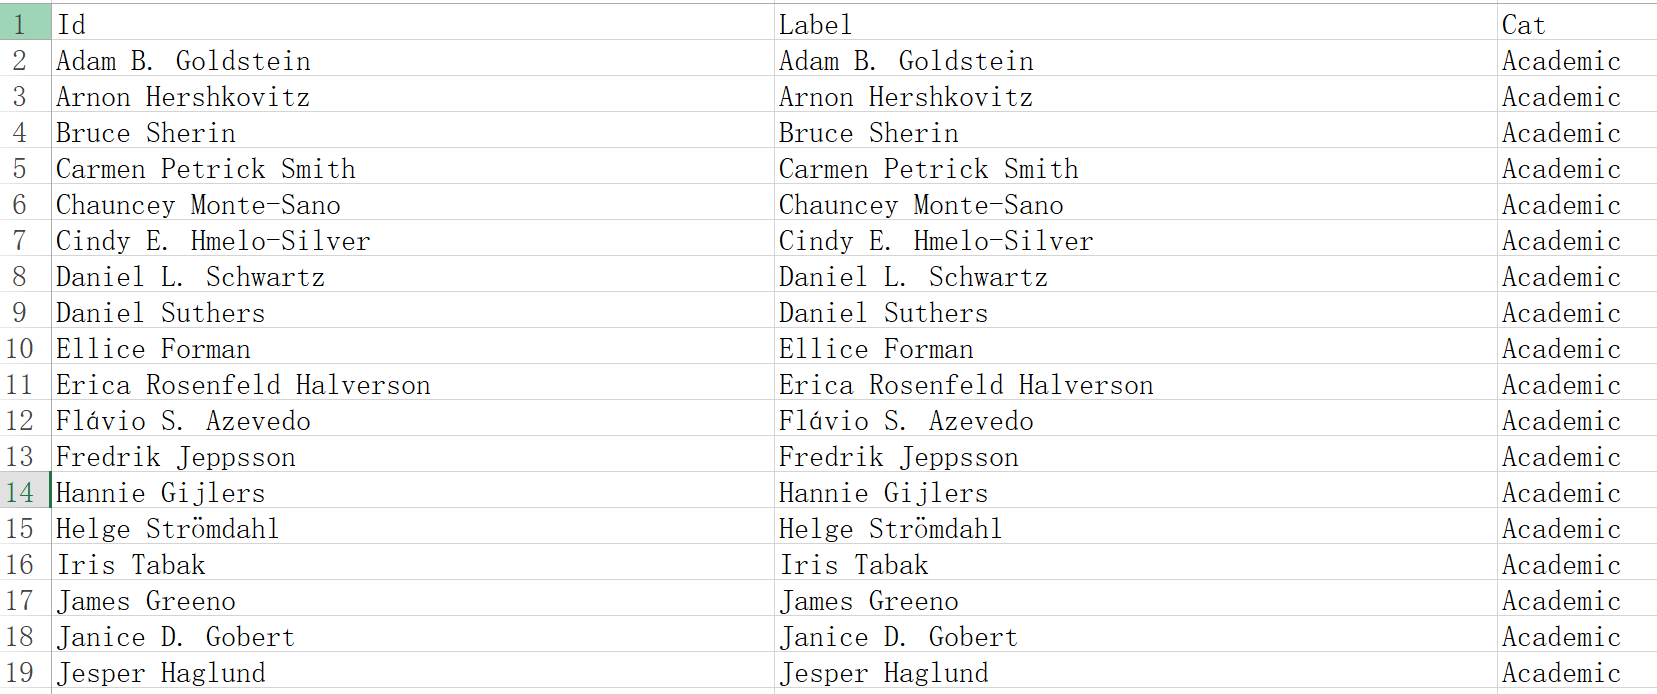 1 Id Label Cat
2 Adam B. Goldstein Adam B. Goldstein Academic
3 Arnon Hershkovitz Arnon Hershkovitz Academic
4 Bruce Sherin Bruce Sherin Academic
5 Carmen Petrick Smith Carmen Petrick Smith Academic
6 Chauncey Monte-Sano Chauncey Monte-Sano Academic
7 Cindy E. Hmelo-Silver Cindy E. Hmelo-Silver Academic
8 Daniel L. Schwartz Daniel L. Schwartz Academic
9 Daniel Suthers Daniel Suthers Academic
10 Ellice Forman Ellice Forman Academic
11 Erica Rosenfeld Halverson Erica Rosenfeld Halverson Academic
12 Flávio S. Azevedo Flávio S. Azevedo Academic
13 Fredrik Jeppsson Fredrik Jeppsson Academic
14 Hannie Gijlers Hannie Gijlers Academic
15 Helge Strömdahl Helge Strömdahl Academic
16 Iris Tabak Iris Tabak Academic
17 James Greeno James Greeno Academic
18 Janice D. Gobert Janice D. Gobert Academic
19 Jesper Haglund Jesper Haglund Academic